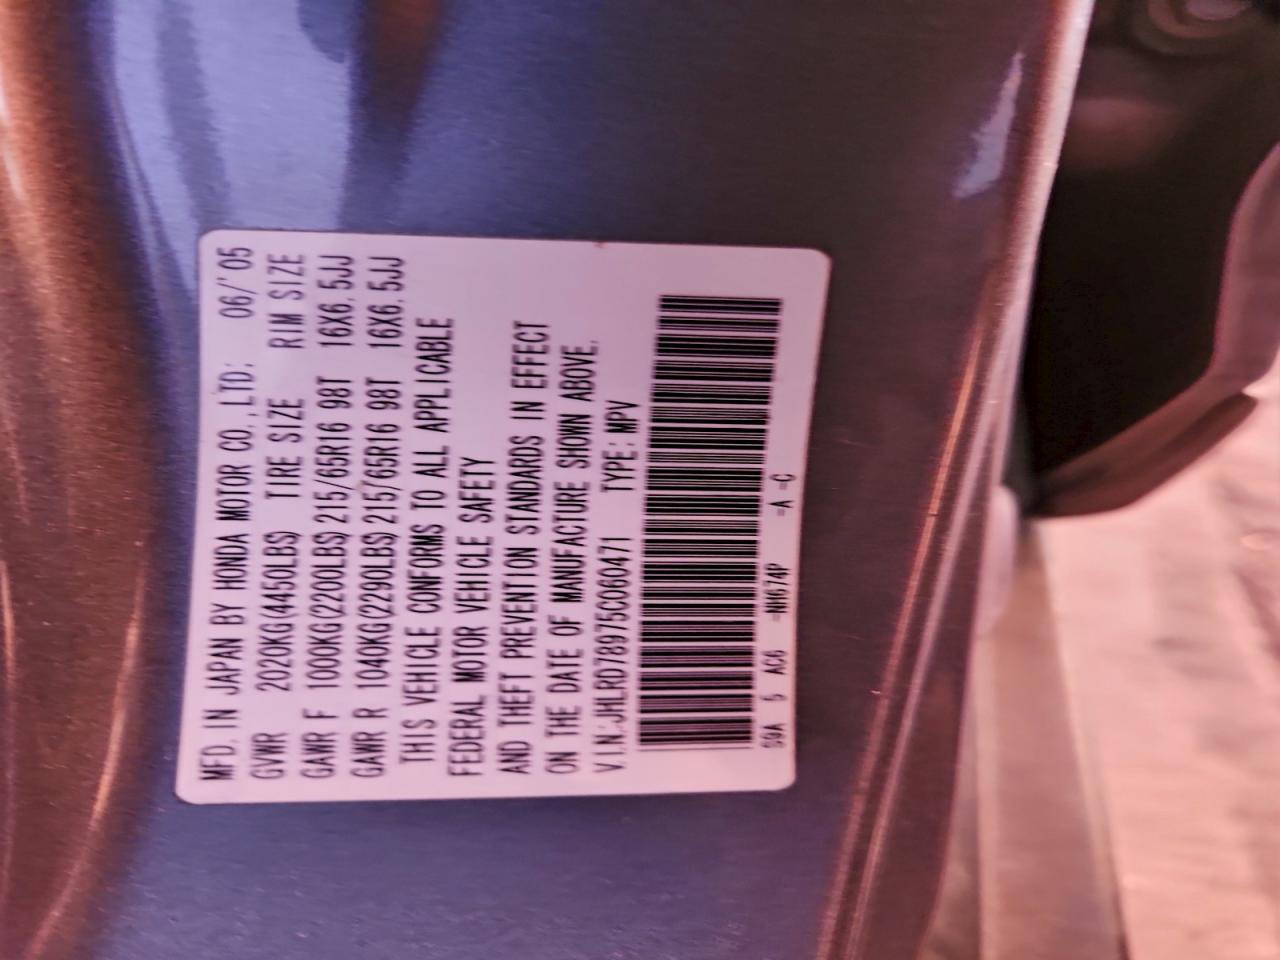 MFD. IN JAPAN BY HONDA MOTOR CO., LTD. 06/'05
GVWR 2020KG(4450LBS) TIRE SIZE RIM SIZE
GAWR F 1000KG(2200LBS) 215/65R16 98T 16X6.5JJ
GAWR R 1040KG(2290LBS) 215/65R16 98T 16X6.5JJ
THIS VEHICLE CONFORMS TO ALL APPLICABLE
FEDERAL MOTOR VEHICLE SAFETY
AND THEFT PREVENTION STANDARDS IN EFFECT
ON THE DATE OF MANUFACTURE SHOWN ABOVE.
V.I.N.:JHLRD78975C060471 TYPE: MPV
S9A 5 AC6 -NH674P -A -C